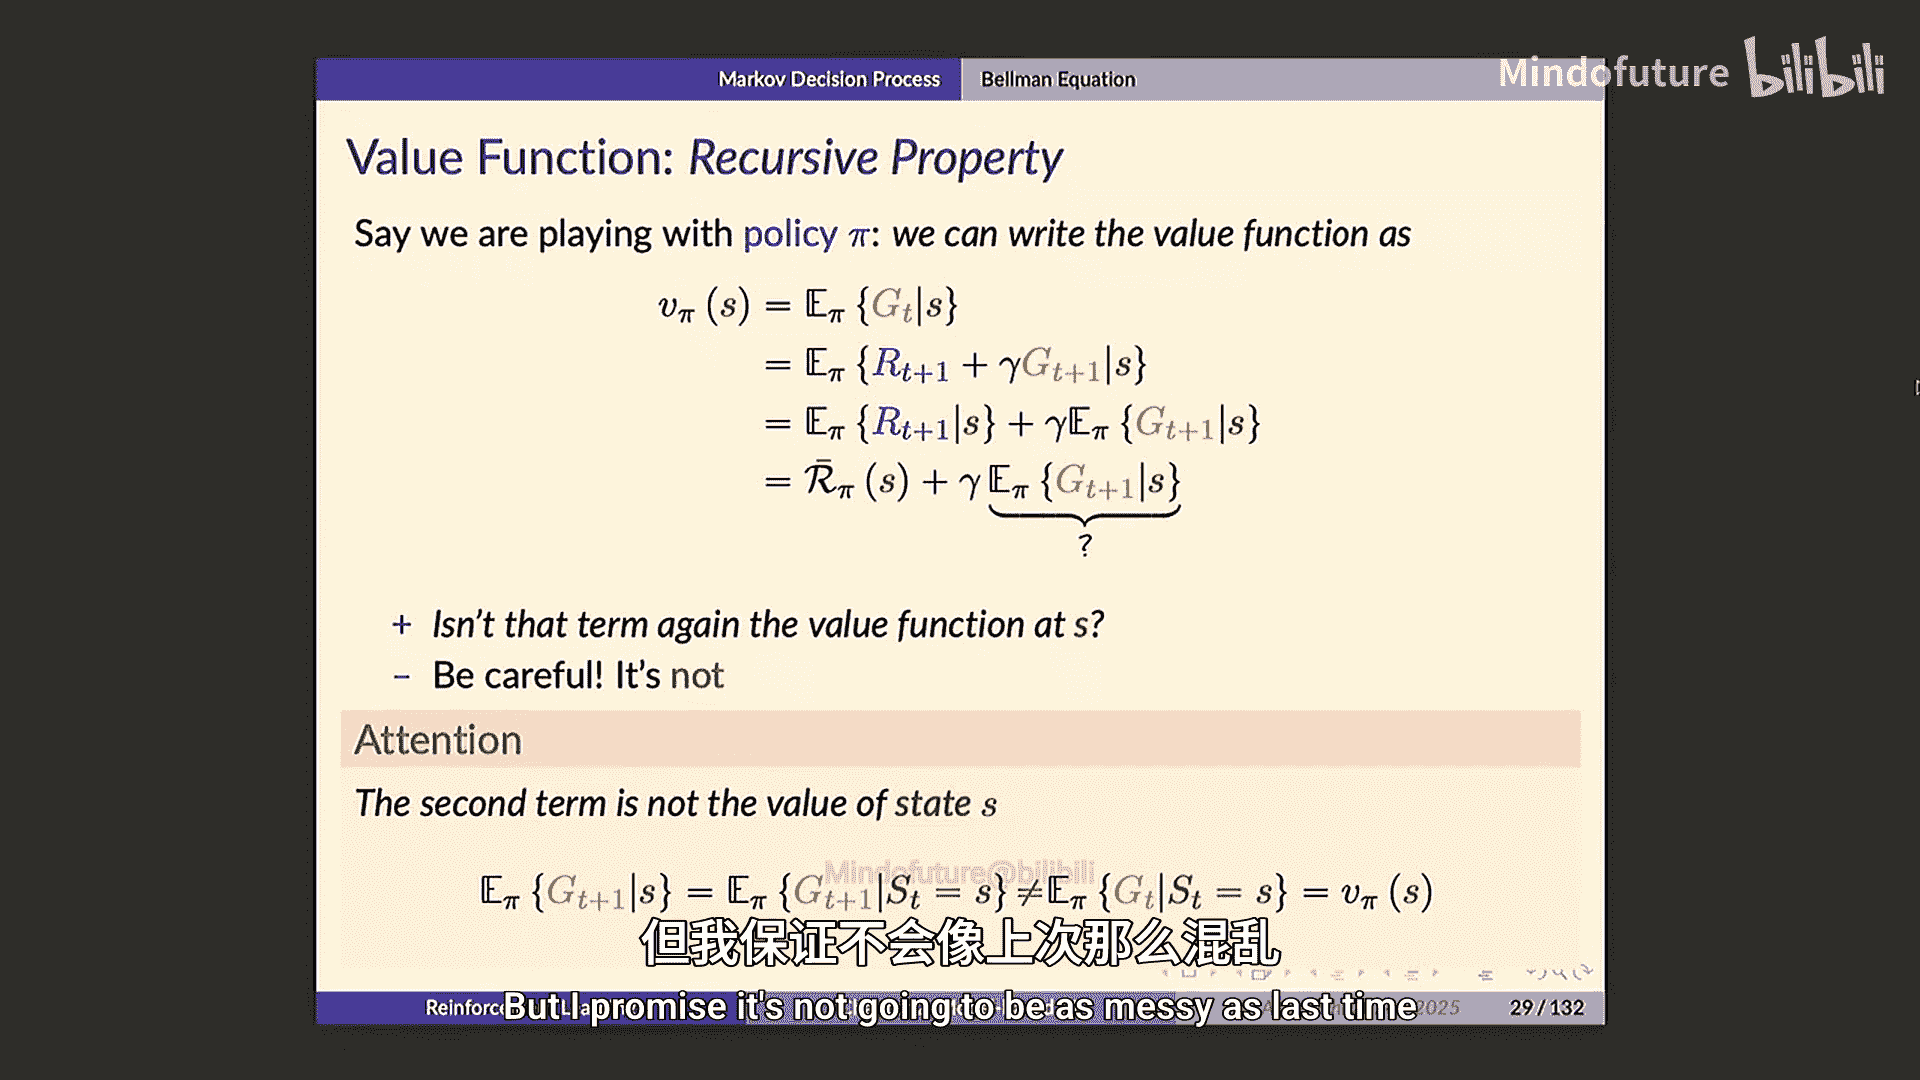 Markov Decision Process Bellman Equation
Mindofuture bilibili
Value Function: Recursive Property
Say we are playing with policy π: we can write the value function as
v_π (s) = 𝔼_π {G_t|s}
= 𝔼_π {R_{t+1} + γG_{t+1}|s}
= 𝔼_π {R_{t+1}|s} + γ𝔼_π {G_{t+1}|s}
= R̄_π (s) + γ 𝔼_π {G_{t+1}|s}
?
+ Isn't that term again the value function at s?
– Be careful! It's not
Attention
The second term is not the value of state s
Mindofuture@bilibili
𝔼_π {G_{t+1}|s} = 𝔼_π {G_{t+1}|S_t = s} ≠ 𝔼_π {G_t|S_t = s} = v_π (s)
但我保证不会像上次那么混乱
But I promise it's not going to be as messy as last time
2025 29 / 132